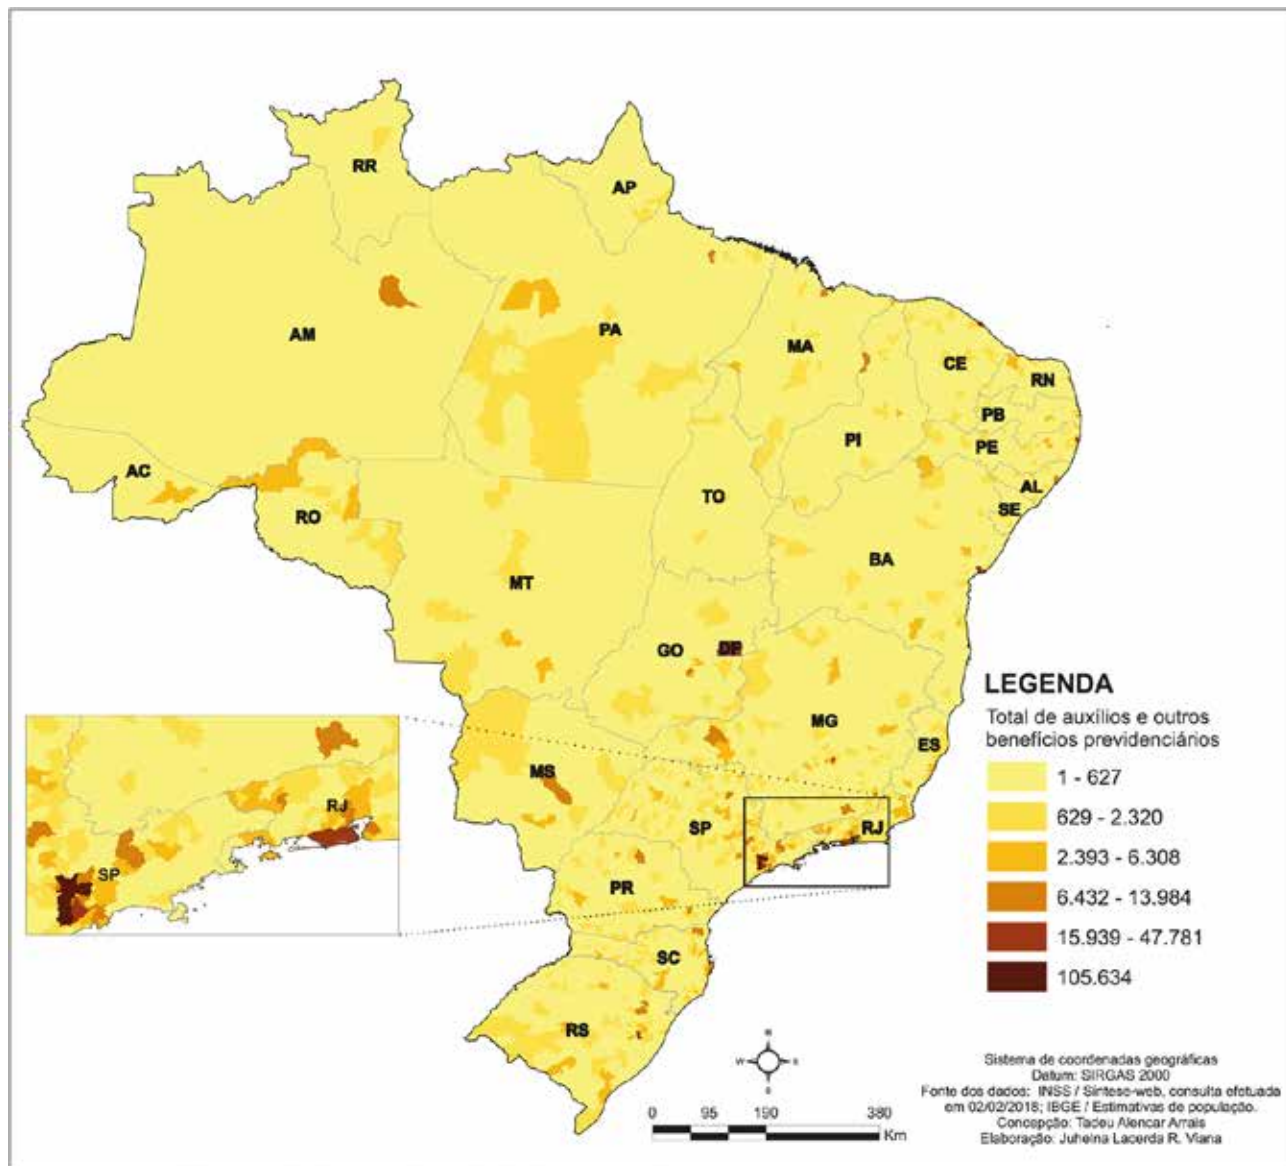 RR
AP
AM
PA
MA
CE
RN
PB
PE
PI
AL
SE
AC
TO
RO
BA
MT
GO
DF
MG
ES
MS
SP
RJ
PR
SC
RS
RJ
SP
LEGENDA
Total de auxílios e outros
benefícios previdenciários
1 - 627
629 - 2.320
2.393 - 6.308
6.432 - 13.984
15.939 - 47.781
105.634
N
W
E
S
0 95 190 380
Km
Sistema de coordenadas geográficas
Datum: SIRGAS 2000
Fonte dos dados: INSS / Síntese-web, consulta efetuada
em 02/02/2018; IBGE / Estimativas de população.
Concepção: Tadeu Alencar Arrais
Elaboração: Juheina Lacerda R. Viana